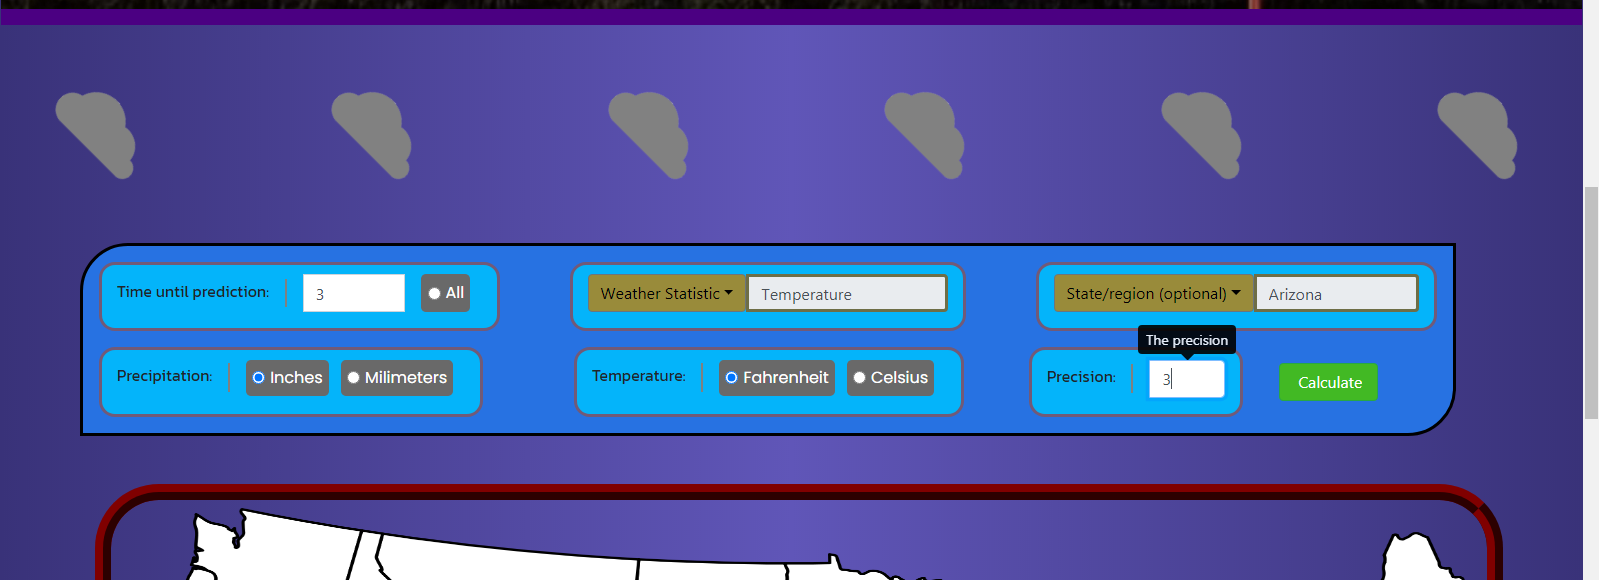 Time until prediction: 3 All
Weather Statistic Temperature
State/region (optional) Arizona
The precision
Precipitation: Inches Milimeters
Temperature: Fahrenheit Celsius
Precision: 3
Calculate